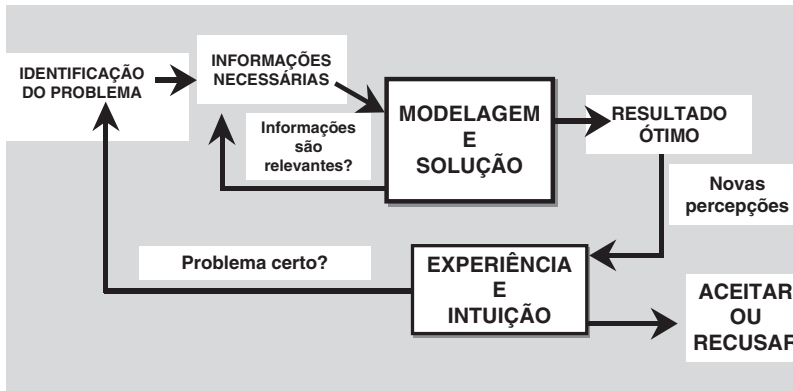 IDENTIFICAÇÃO
DO PROBLEMA
INFORMAÇÕES
NECESSÁRIAS
Informações
são
relevantes?
MODELAGEM
E
SOLUÇÃO
RESULTADO
ÓTIMO
Novas
percepções
Problema certo?
EXPERIÊNCIA
E
INTUIÇÃO
ACEITAR
OU
RECUSAR